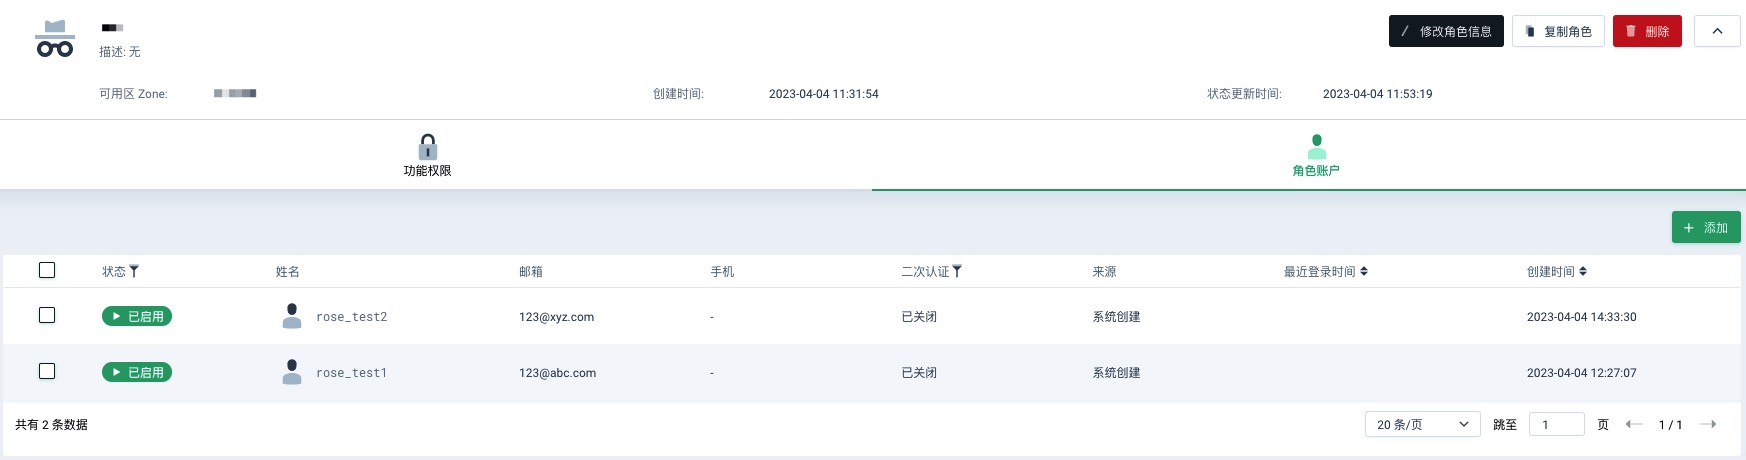 修改角色信息 复制角色 删除
描述: 无
可用区 Zone: 创建时间: 2023-04-04 11:31:54 状态更新时间: 2023-04-04 11:53:19
功能权限 角色账户
+ 添加
状态 姓名 邮箱 手机 二次认证 来源 最近登录时间 创建时间
已启用 rose_test2 123@xyz.com - 已关闭 系统创建 2023-04-04 14:33:30
已启用 rose_test1 123@abc.com - 已关闭 系统创建 2023-04-04 12:27:07
共有 2 条数据 20 条/页 跳至 1 页 1 / 1